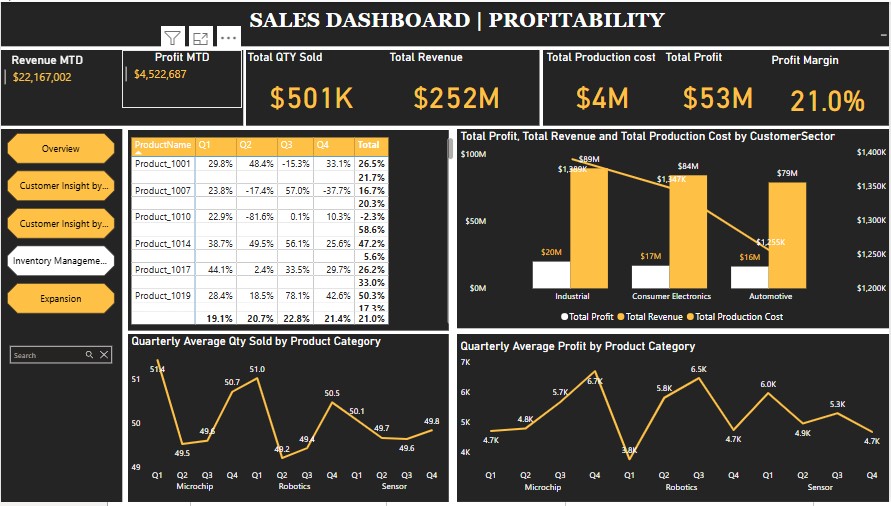 SALES DASHBOARD | PROFITABILITY
Revenue MTD
$22,167,002
Profit MTD
$4,522,687
Total QTY Sold
$501K
Total Revenue
$252M
Total Production cost
$4M
Total Profit
$53M
Profit Margin
21.0%
Overview
Customer Insight by...
Customer Insight by...
Inventory Manageme...
Expansion
Search
ProductName Q1 Q2 Q3 Q4 Total
Product_1001 29.8% 48.4% -15.3% 33.1% 26.5%
21.7%
Product_1007 23.8% -17.4% 57.0% -37.7% 16.7%
20.3%
Product_1010 22.9% -81.6% 0.1% 10.3% -2.3%
58.6%
Product_1014 38.7% 49.5% 56.1% 25.6% 47.2%
5.6%
Product_1017 44.1% 2.4% 33.5% 29.7% 26.2%
33.0%
Product_1019 28.4% 18.5% 78.1% 42.6% 50.3%
17.3%
19.1% 20.7% 22.8% 21.4% 21.0%
Total Profit, Total Revenue and Total Production Cost by CustomerSector
$100M
$50M
$0M
$1,400K
$1,350K
$1,300K
$1,250K
$1,200K
$89M
$1,389K
$84M
$1,347K
$79M
$1,255K
$20M
$17M
$16M
Industrial
Consumer Electronics
Automotive
Total Profit Total Revenue Total Production Cost
Quarterly Average Qty Sold by Product Category
51
50
49
51.4
49.5
49.6
50.7
51.0
49.2
49.4
50.5
50.1
49.7
49.6
49.8
Q1 Q2 Q3 Q4 Q1 Q2 Q3 Q4 Q1 Q2 Q3 Q4
Microchip Robotics Sensor
Quarterly Average Profit by Product Category
7K
6K
5K
4K
4.7K
4.8K
5.7K
6.7K
3.8K
5.8K
6.5K
4.7K
6.0K
4.9K
5.3K
4.7K
Q1 Q2 Q3 Q4 Q1 Q2 Q3 Q4 Q1 Q2 Q3 Q4
Microchip Robotics Sensor